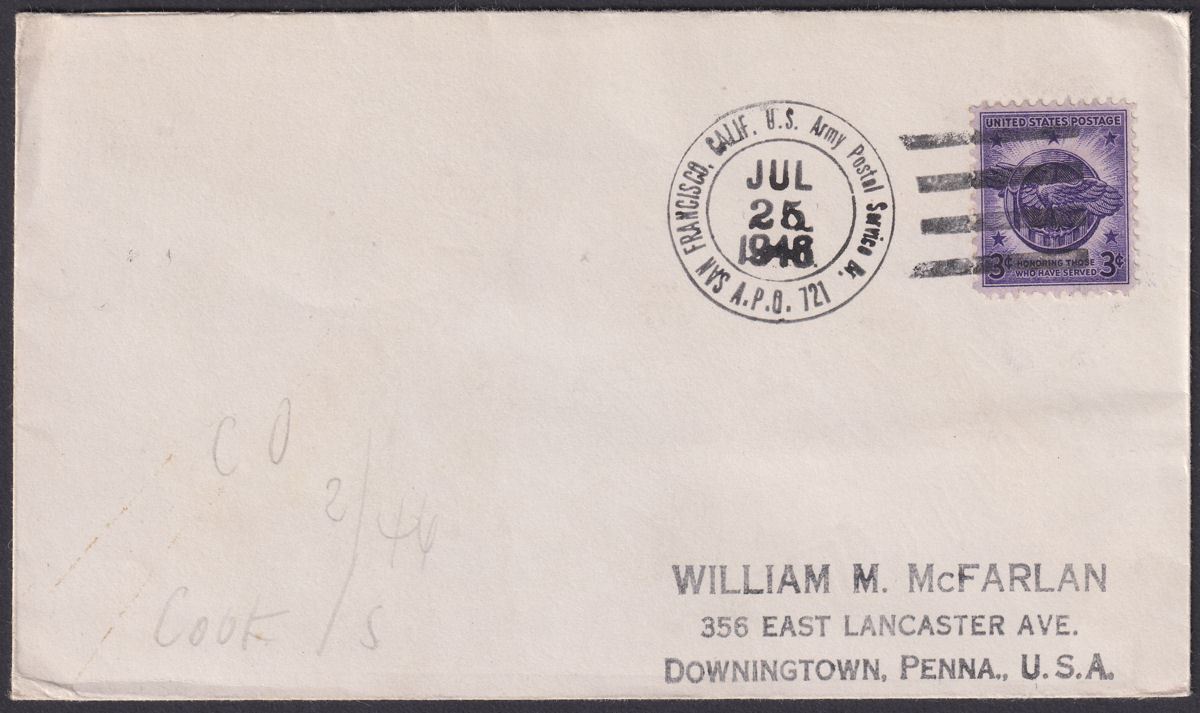 SAN FRANCISCO, CALIF. U.S. Army Postal Service
A.P.O. 721
JUL
25
1946
UNITED STATES POSTAGE
3¢ HONORING THOSE WHO HAVE SERVED 3¢
C O
2/46
COOK / S
WILLIAM M. McFARLAN
356 EAST LANCASTER AVE.
DOWNINGTOWN, PENNA., U.S.A.